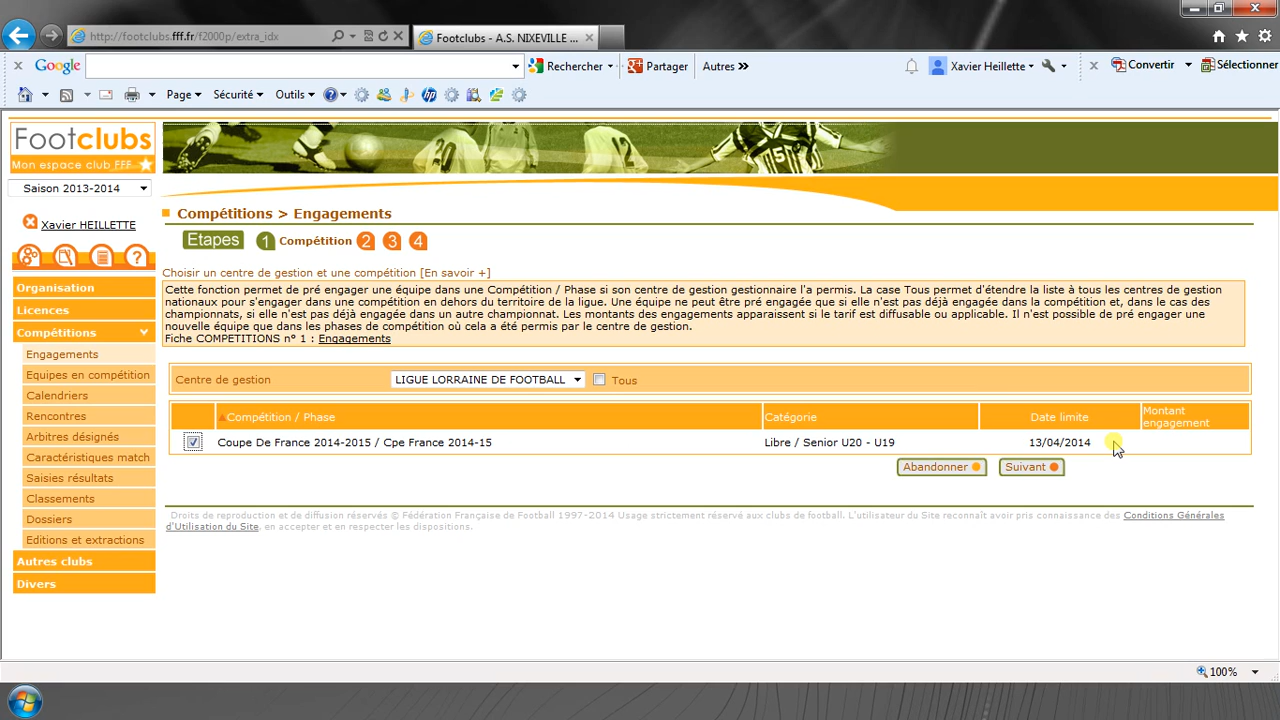 http://footclubs.fff.fr/f2000p/extra_idx
Footclubs - A.S. NIXEVILLE ...
Google Rechercher Partager Autres » Xavier Heillette Convertir Sélectionner
Page Sécurité Outils
Footclubs
Mon espace club FFF
Saison 2013-2014
Xavier HEILLETTE
Organisation
Licences
Compétitions
Engagements
Equipes en compétition
Calendriers
Rencontres
Arbitres désignés
Caractéristiques match
Saisies résultats
Classements
Dossiers
Editions et extractions
Autres clubs
Divers
Compétitions > Engagements
Etapes 1 Compétition 2 3 4
Choisir un centre de gestion et une compétition [En savoir +]
Cette fonction permet de pré engager une équipe dans une Compétition / Phase si son centre de gestion gestionnaire l'a permis. La case Tous permet d'étendre la liste à tous les centres de gestion
nationaux pour s'engager dans une compétition en dehors du territoire de la ligue. Une équipe ne peut être pré engagée que si elle n'est pas déjà engagée dans la compétition et, dans le cas des
championnats, si elle n'est pas déjà engagée dans un autre championnat. Les montants des engagements apparaissent si le tarif est diffusable ou applicable. Il n'est possible de pré engager une
nouvelle équipe que dans les phases de compétition où cela a été permis par le centre de gestion.
Fiche COMPETITIONS n° 1 : Engagements
Centre de gestion LIGUE LORRAINE DE FOOTBALL Tous
Compétition / Phase Catégorie Date limite Montant
engagement
Coupe De France 2014-2015 / Cpe France 2014-15 Libre / Senior U20 - U19 13/04/2014
Abandonner Suivant
Droits de reproduction et de diffusion réservés © Fédération Française de Football 1997-2014 Usage strictement réservé aux clubs de football. L'utilisateur du Site reconnaît avoir pris connaissance des Conditions Générales
d'Utilisation du Site, en accepter et en respecter les dispositions.
100%